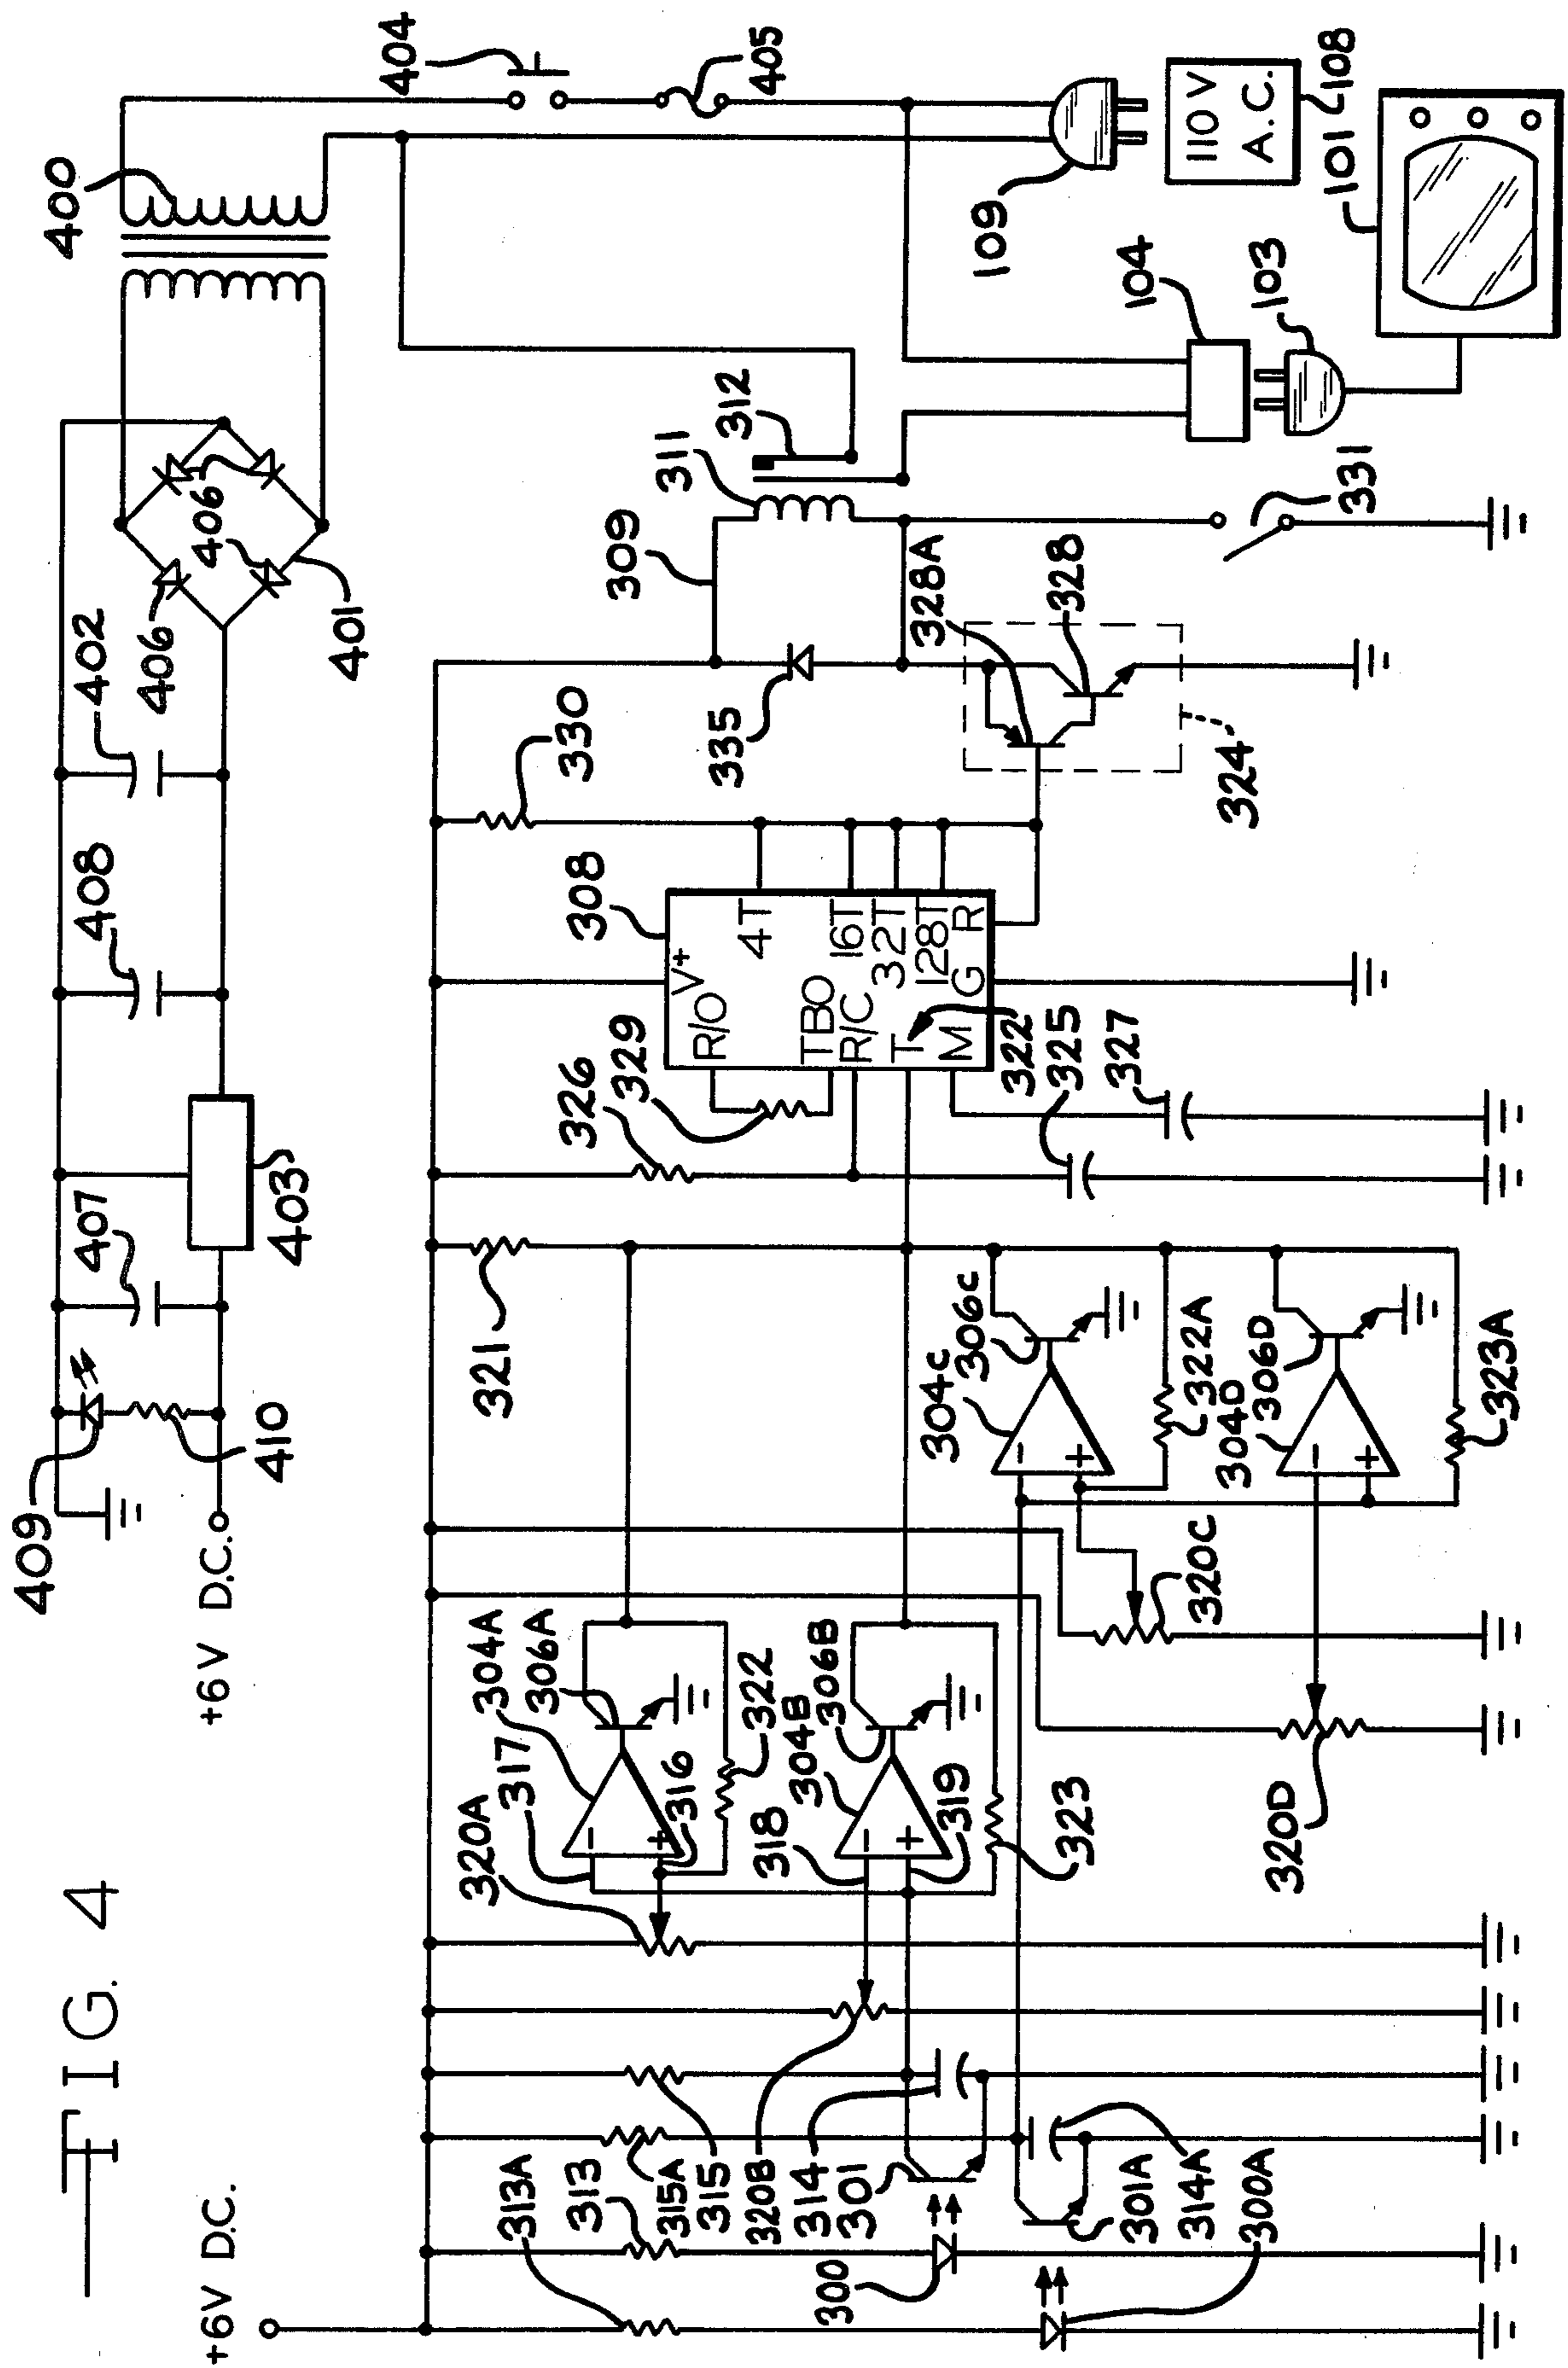 FIG. 4
+6V D.C.
409
410
407
403
408
402
406
406
406
401
400
404
405
+6V D.C.
313A
313
315A
315
320B
314
301
300
301A
314A
300A
320A
317
304A
306A
316
322
318
304B
306B
319
323
320D
320C
321
304C
306C
322A
304D
306D
323A
326
329
308
V+
R/O
4T
TBO
R/C
16T
32T
T
128T
M
G
R
322
325
327
330
335
309
311
312
328A
328
324
331
109
110 V
A.C.
108
104
103
101